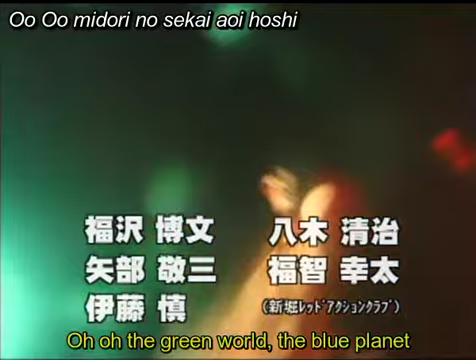 Oo Oo midori no sekai aoi hoshi
福沢 博文 八木 清治
矢部 敬三 福智 幸太
伊藤 慎 (新堀ﾚｯﾄﾞｱｸｼｮﾝｸﾗﾌﾞ)
Oh oh the green world, the blue planet